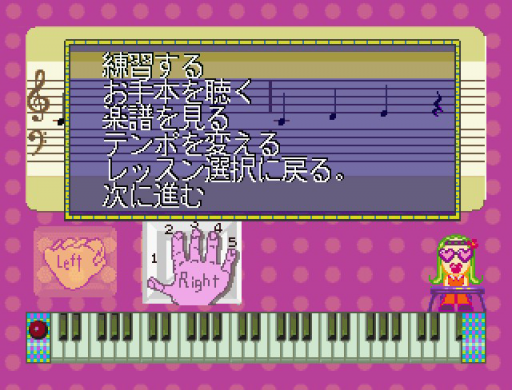 練習する
お手本を聴く
楽譜を見る
テンポを変える
レッスン選択に戻る。
次に進む
Left
1 2 3 4 5
Right